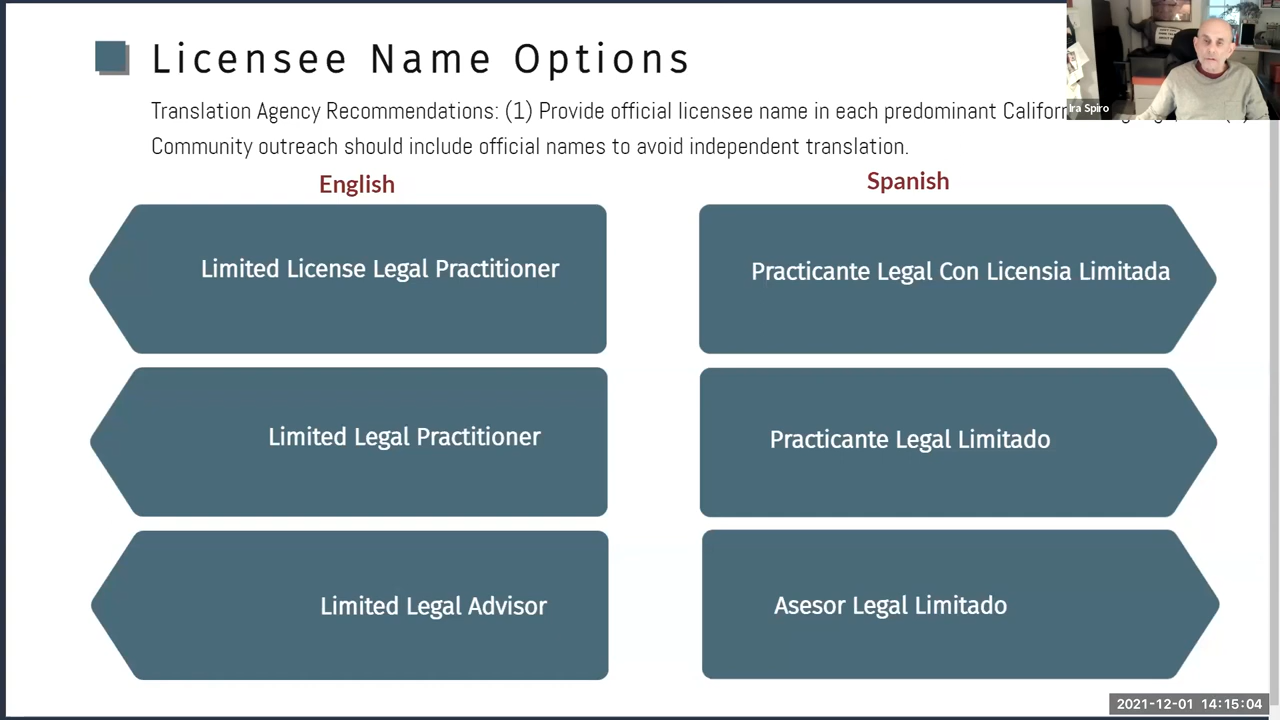 Licensee Name Options
Translation Agency Recommendations: (1) Provide official licensee name in each predominant
Community outreach should include official names to avoid independent translation.
English
Spanish
Limited License Legal Practitioner
Practicante Legal Con Licensia Limitada
Limited Legal Practitioner
Practicante Legal Limitado
Limited Legal Advisor
Asesor Legal Limitado
Ira Spiro
2021-12-01 14:15:04